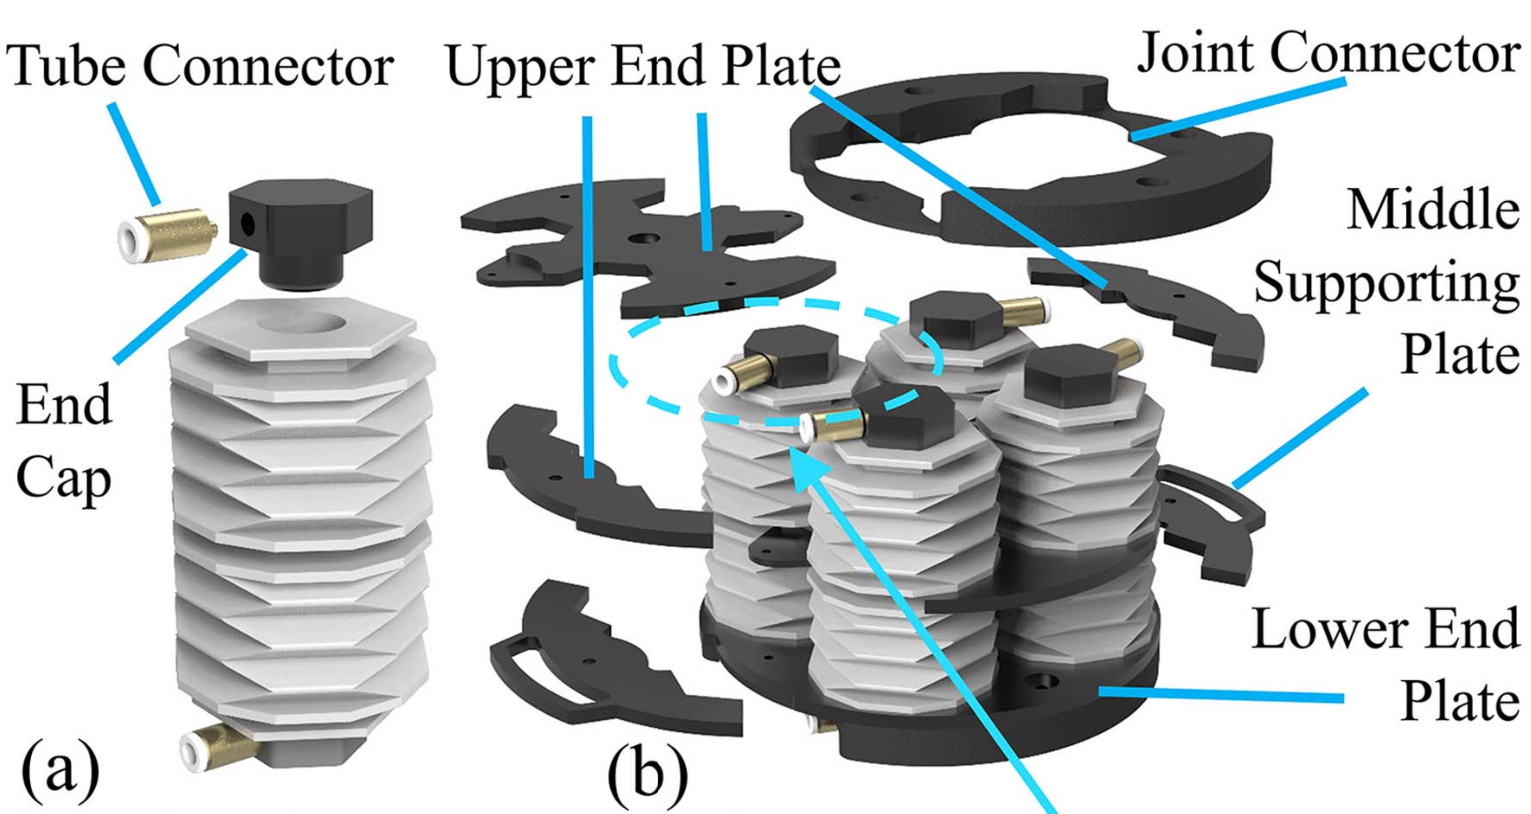 Tube Connector
Upper End Plate
Joint Connector
Middle
Supporting
Plate
End
Cap
Lower End
Plate
(a)
(b)